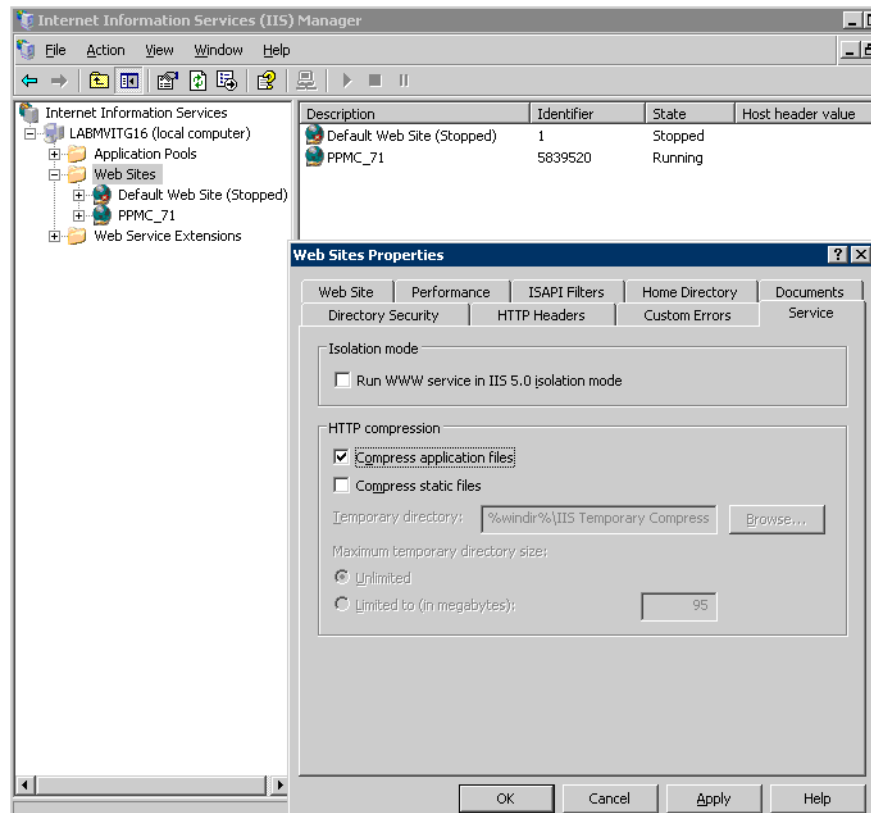 Internet Information Services (IIS) Manager
File Action View Window Help
Internet Information Services
LABMVITG16 (local computer)
Application Pools
Web Sites
Default Web Site (Stopped)
PPMC_71
Web Service Extensions
Description Identifier State Host header value
Default Web Site (Stopped) 1 Stopped
PPMC_71 5839520 Running
Web Sites Properties
Web Site Performance ISAPI Filters Home Directory Documents
Directory Security HTTP Headers Custom Errors Service
Isolation mode
Run WWW service in IIS 5.0 isolation mode
HTTP compression
Compress application files
Compress static files
Temporary directory: %windir%\IIS Temporary Compress Browse...
Maximum temporary directory size:
Unlimited
Limited to (in megabytes): 95
OK Cancel Apply Help